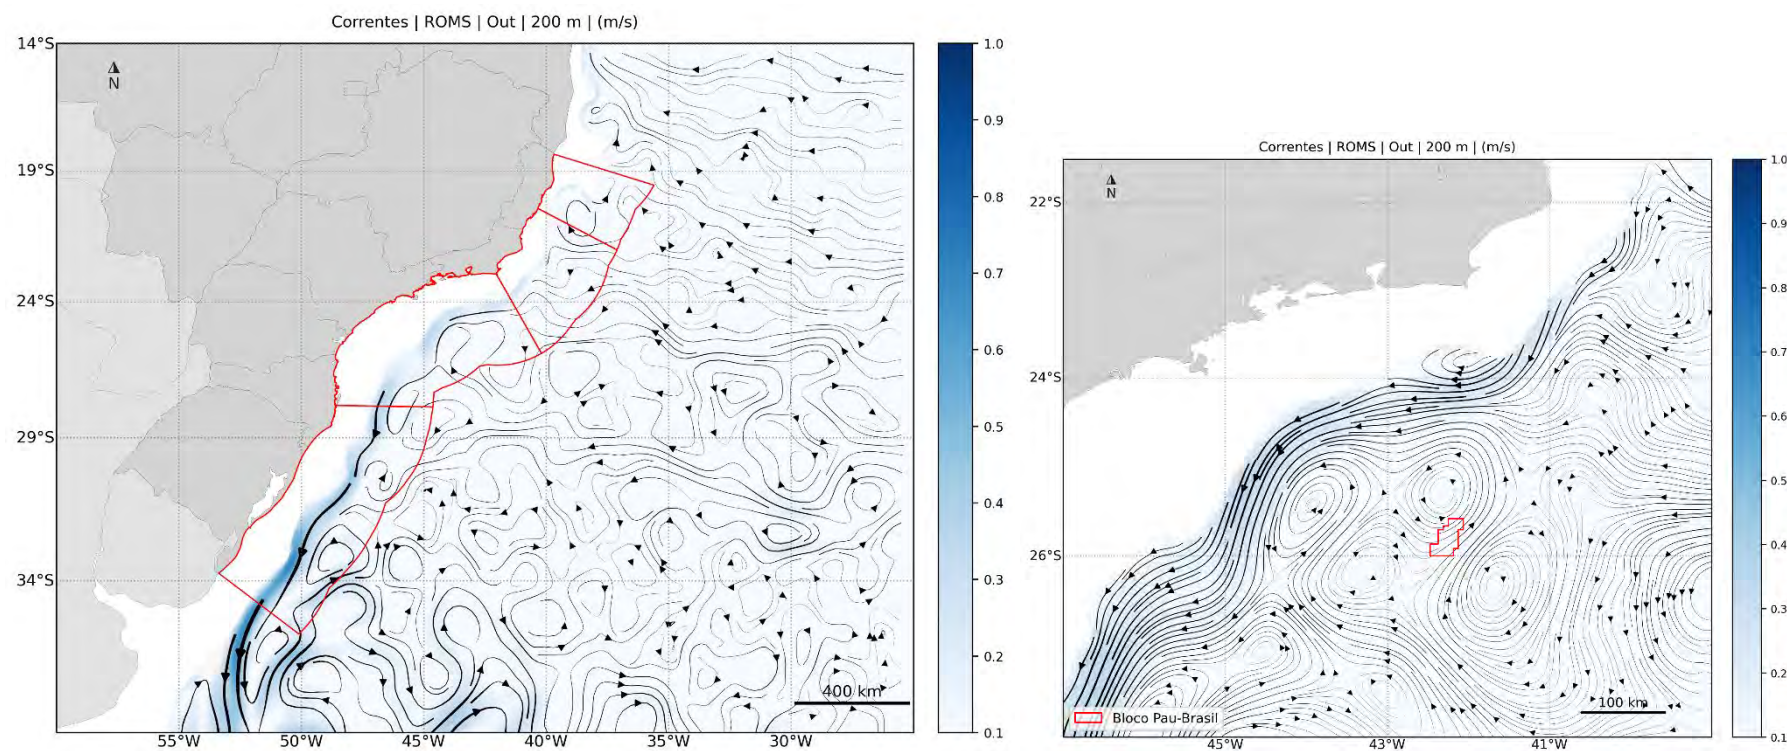 Correntes | ROMS | Out | 200 m | (m/s)
14°S
19°S
24°S
29°S
34°S
N
400 km
55°W
50°W
45°W
40°W
35°W
30°W
1.0
0.9
0.8
0.7
0.6
0.5
0.4
0.3
0.2
0.1
Correntes | ROMS | Out | 200 m | (m/s)
22°S
24°S
26°S
N
Bloco Pau-Brasil
100 km
45°W
43°W
41°W
1.0
0.9
0.8
0.7
0.6
0.5
0.4
0.3
0.2
0.1